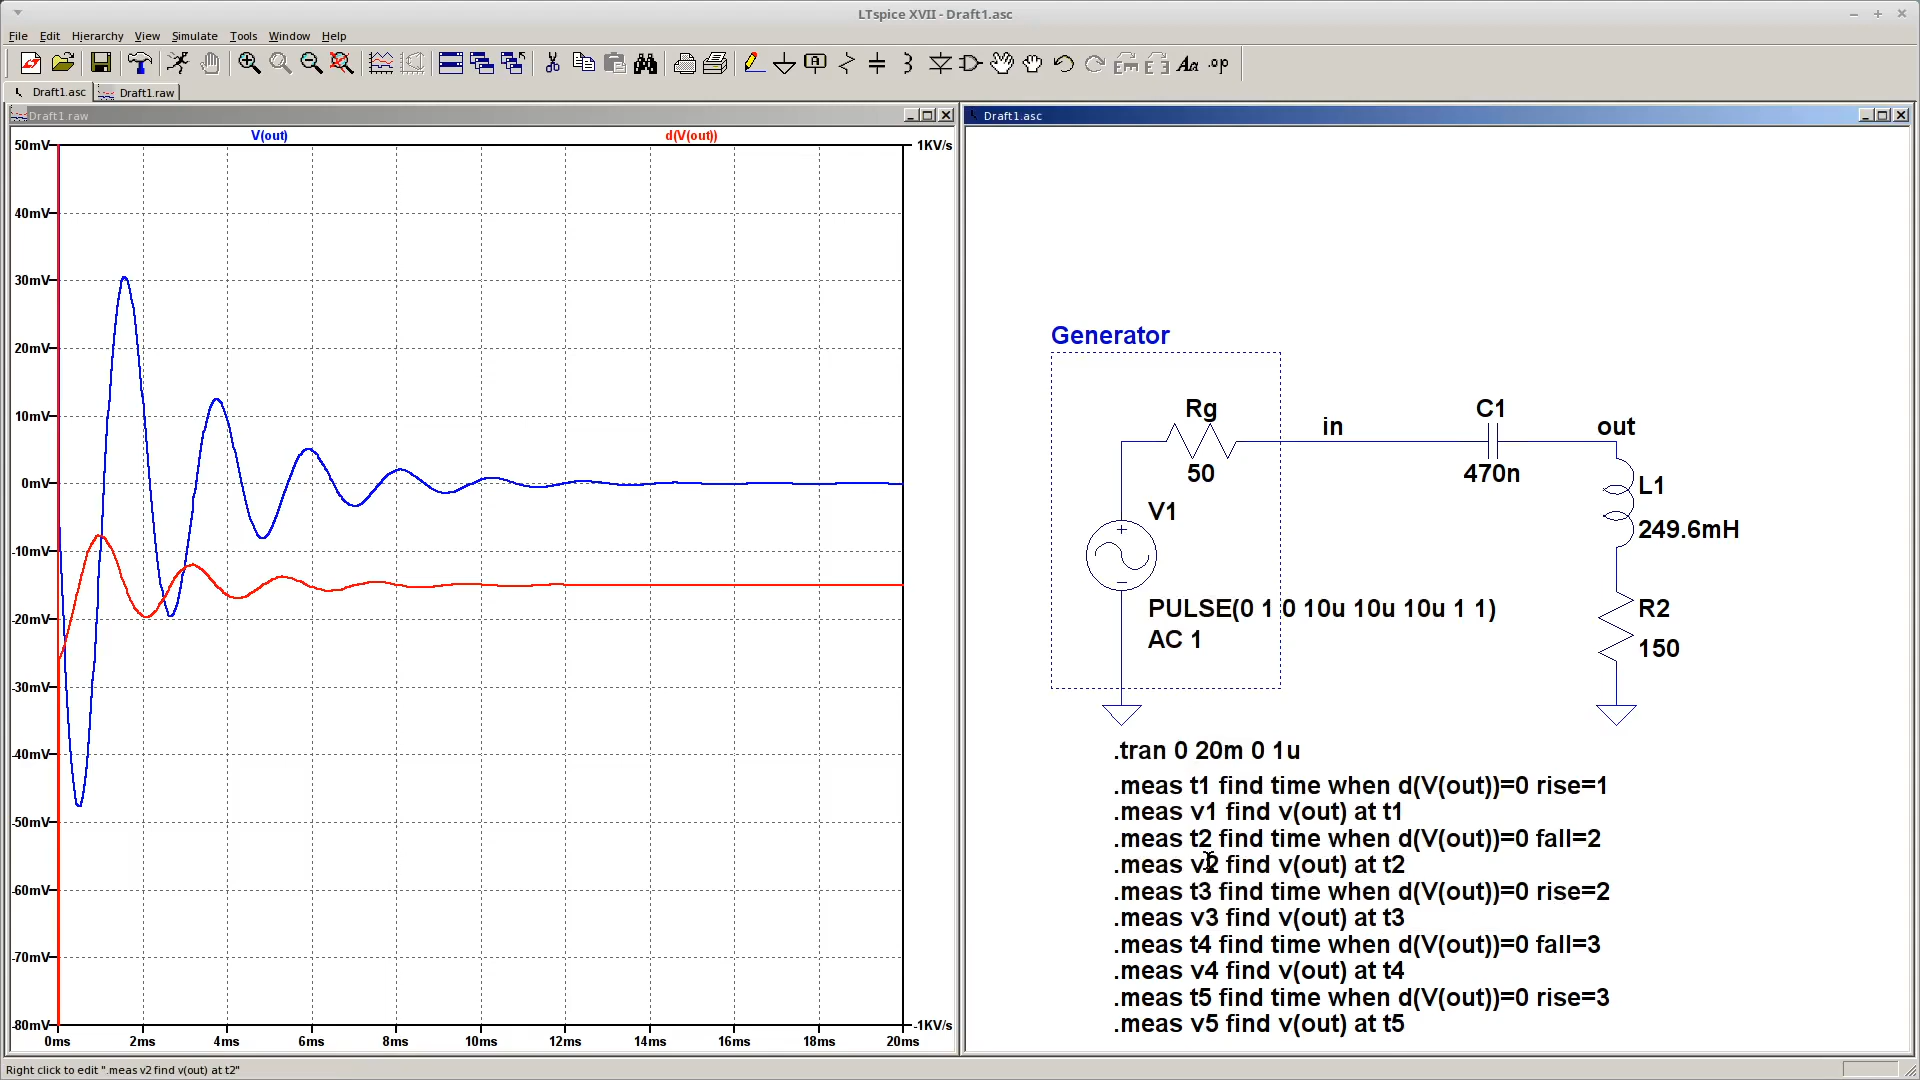 LTspice XVII - Draft1.asc
File Edit Hierarchy View Simulate Tools Window Help
A Aa .op
Draft1.asc Draft1.raw
Draft1.raw
V(out) d(V(out))
50mV 1KV/s
40mV
30mV
20mV
10mV
0mV
-10mV
-20mV
-30mV
-40mV
-50mV
-60mV
-70mV
-80mV -1KV/s
0ms 2ms 4ms 6ms 8ms 10ms 12ms 14ms 16ms 18ms 20ms
Draft1.asc
Generator
Rg
50
in
C1
470n
out
L1
249.6mH
V1
+
−
PULSE(0 1 0 10u 10u 10u 1 1)
AC 1
R2
150
.tran 0 20m 0 1u
.meas t1 find time when d(V(out))=0 rise=1
.meas v1 find v(out) at t1
.meas t2 find time when d(V(out))=0 fall=2
.meas v2 find v(out) at t2
.meas t3 find time when d(V(out))=0 rise=2
.meas v3 find v(out) at t3
.meas t4 find time when d(V(out))=0 fall=3
.meas v4 find v(out) at t4
.meas t5 find time when d(V(out))=0 rise=3
.meas v5 find v(out) at t5
Right click to edit ".meas v2 find v(out) at t2"